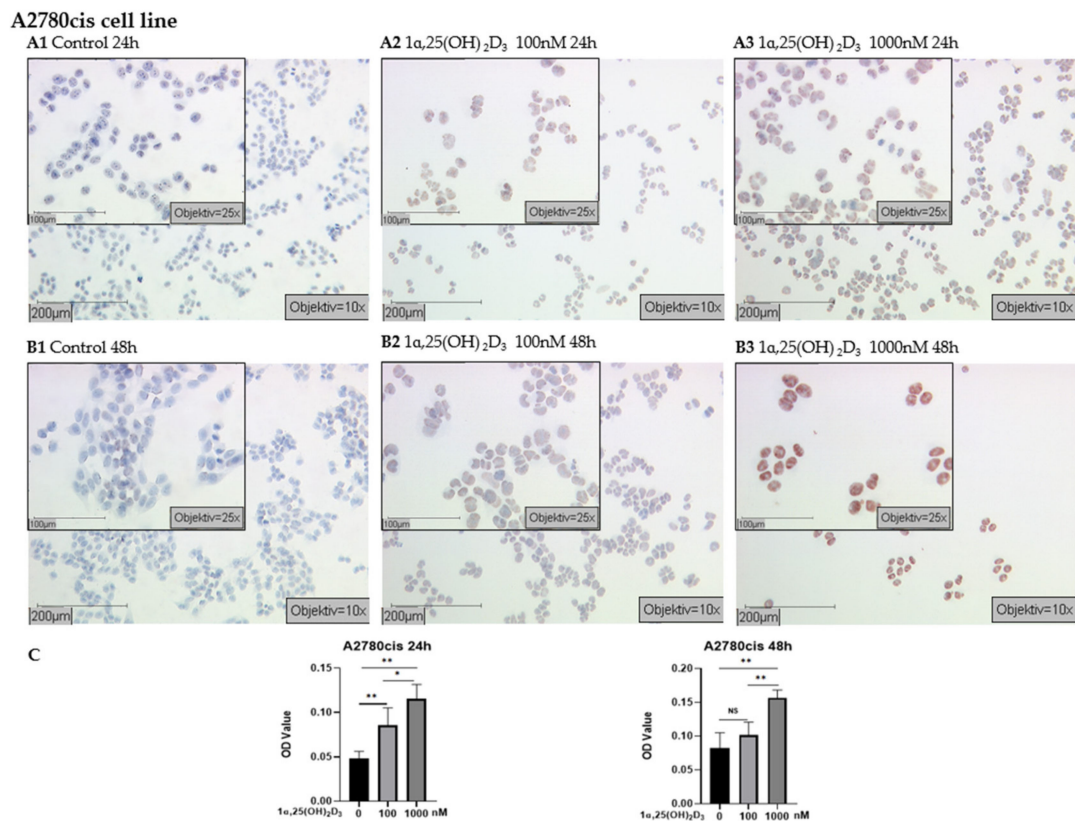 A2780cis cell line
A1 Control 24h
A2 1α,25(OH)₂D₃ 100nM 24h
A3 1α,25(OH)₂D₃ 1000nM 24h
100µm
Objektiv=25x
100µm
Objektiv=25x
100µm
Objektiv=25x
200µm
Objektiv=10x
200µm
Objektiv=10x
200µm
Objektiv=10x
B1 Control 48h
B2 1α,25(OH)₂D₃ 100nM 48h
B3 1α,25(OH)₂D₃ 1000nM 48h
100µm
Objektiv=25x
100µm
Objektiv=25x
100µm
Objektiv=25x
200µm
Objektiv=10x
200µm
Objektiv=10x
200µm
Objektiv=10x
C
A2780cis 24h
OD Value
0.15
0.10
0.05
0.00
**
*
**
0 100 1000 nM
1α,25(OH)₂D₃
A2780cis 48h
OD Value
0.20
0.15
0.10
0.05
0.00
**
**
NS
0 100 1000 nM
1α,25(OH)₂D₃